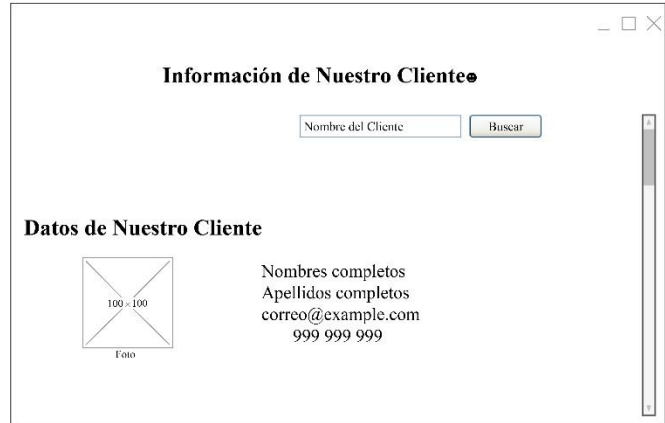 Información de Nuestro Cliente
Nombre del Cliente
Buscar
Datos de Nuestro Cliente
100×100
Foto
Nombres completos
Apellidos completos
correo@example.com
999 999 999